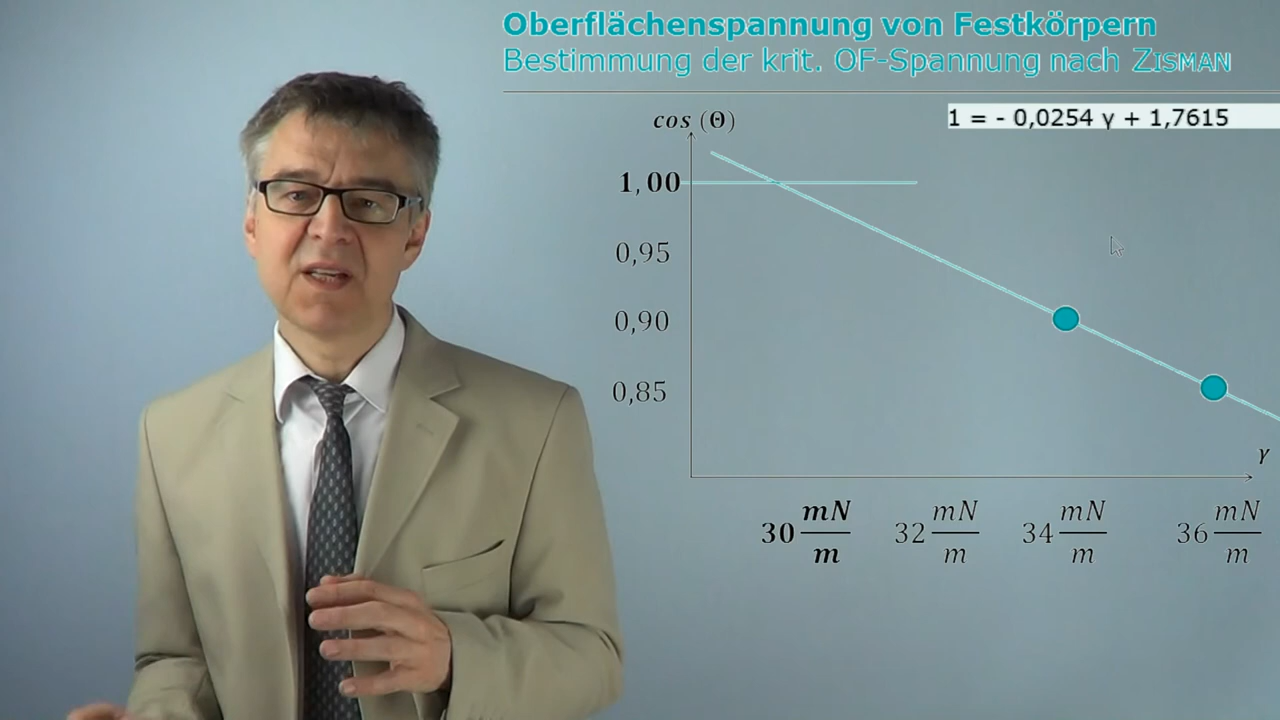 Oberflächenspannung von Festkörpern
Bestimmung der krit. OF-Spannung nach ZISMAN
1 = - 0,0254 γ + 1,7615
cos (Θ)
1,00
0,95
0,90
0,85
γ
30 mN/m 32 mN/m 34 mN/m 36 mN/m